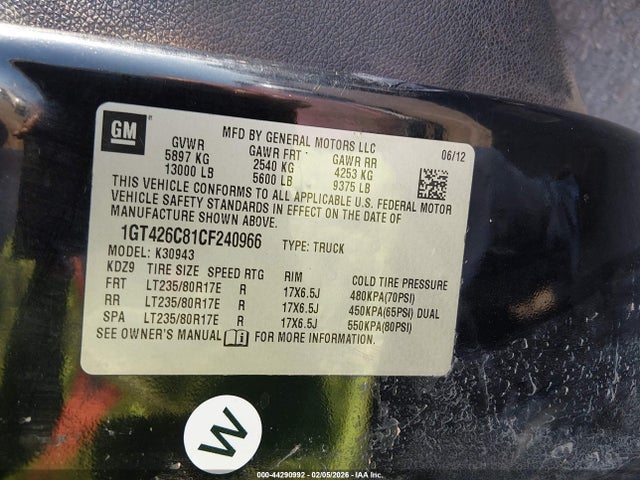 GM
MFD BY GENERAL MOTORS LLC
06/12
GVWR GAWR FRT GAWR RR
5897 KG 2540 KG 4253 KG
13000 LB 5600 LB 9375 LB
THIS VEHICLE CONFORMS TO ALL APPLICABLE U.S. FEDERAL MOTOR
VEHICLE SAFETY STANDARDS IN EFFECT ON THE DATE OF
MANUFACTURE SHOWN ABOVE.
1GT426C81CF240966 TYPE: TRUCK
MODEL: K30943
KDZ9 TIRE SIZE SPEED RTG RIM COLD TIRE PRESSURE
FRT LT235/80R17E R 17X6.5J 480KPA(70PSI)
RR LT235/80R17E R 17X6.5J 450KPA(65PSI) DUAL
SPA LT235/80R17E R 17X6.5J 550KPA(80PSI)
SEE OWNER'S MANUAL FOR MORE INFORMATION.
W
000-44290992 - 02/05/2026 - IAA Inc.